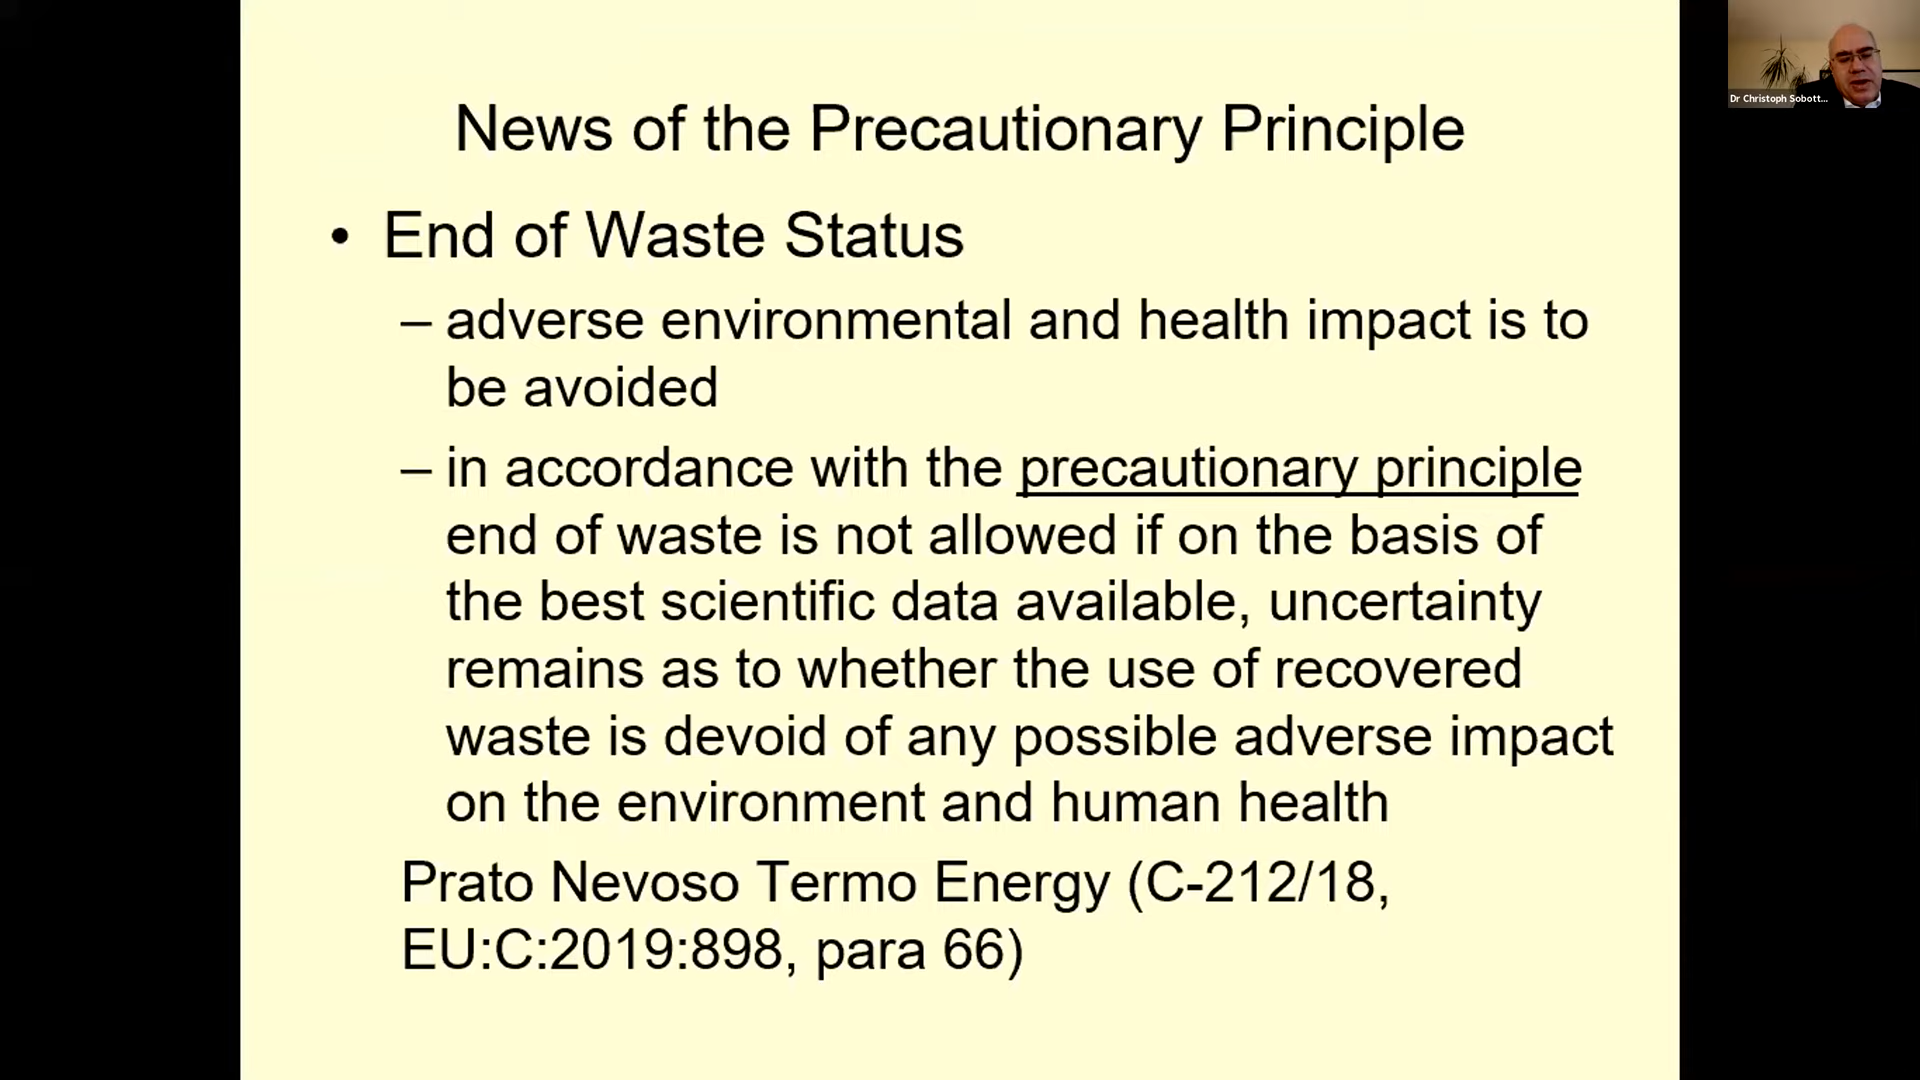 News of the Precautionary Principle
• End of Waste Status
– adverse environmental and health impact is to
be avoided
– in accordance with the precautionary principle
end of waste is not allowed if on the basis of
the best scientific data available, uncertainty
remains as to whether the use of recovered
waste is devoid of any possible adverse impact
on the environment and human health
Prato Nevoso Termo Energy (C-212/18,
EU:C:2019:898, para 66)
Dr Christoph Sobott...